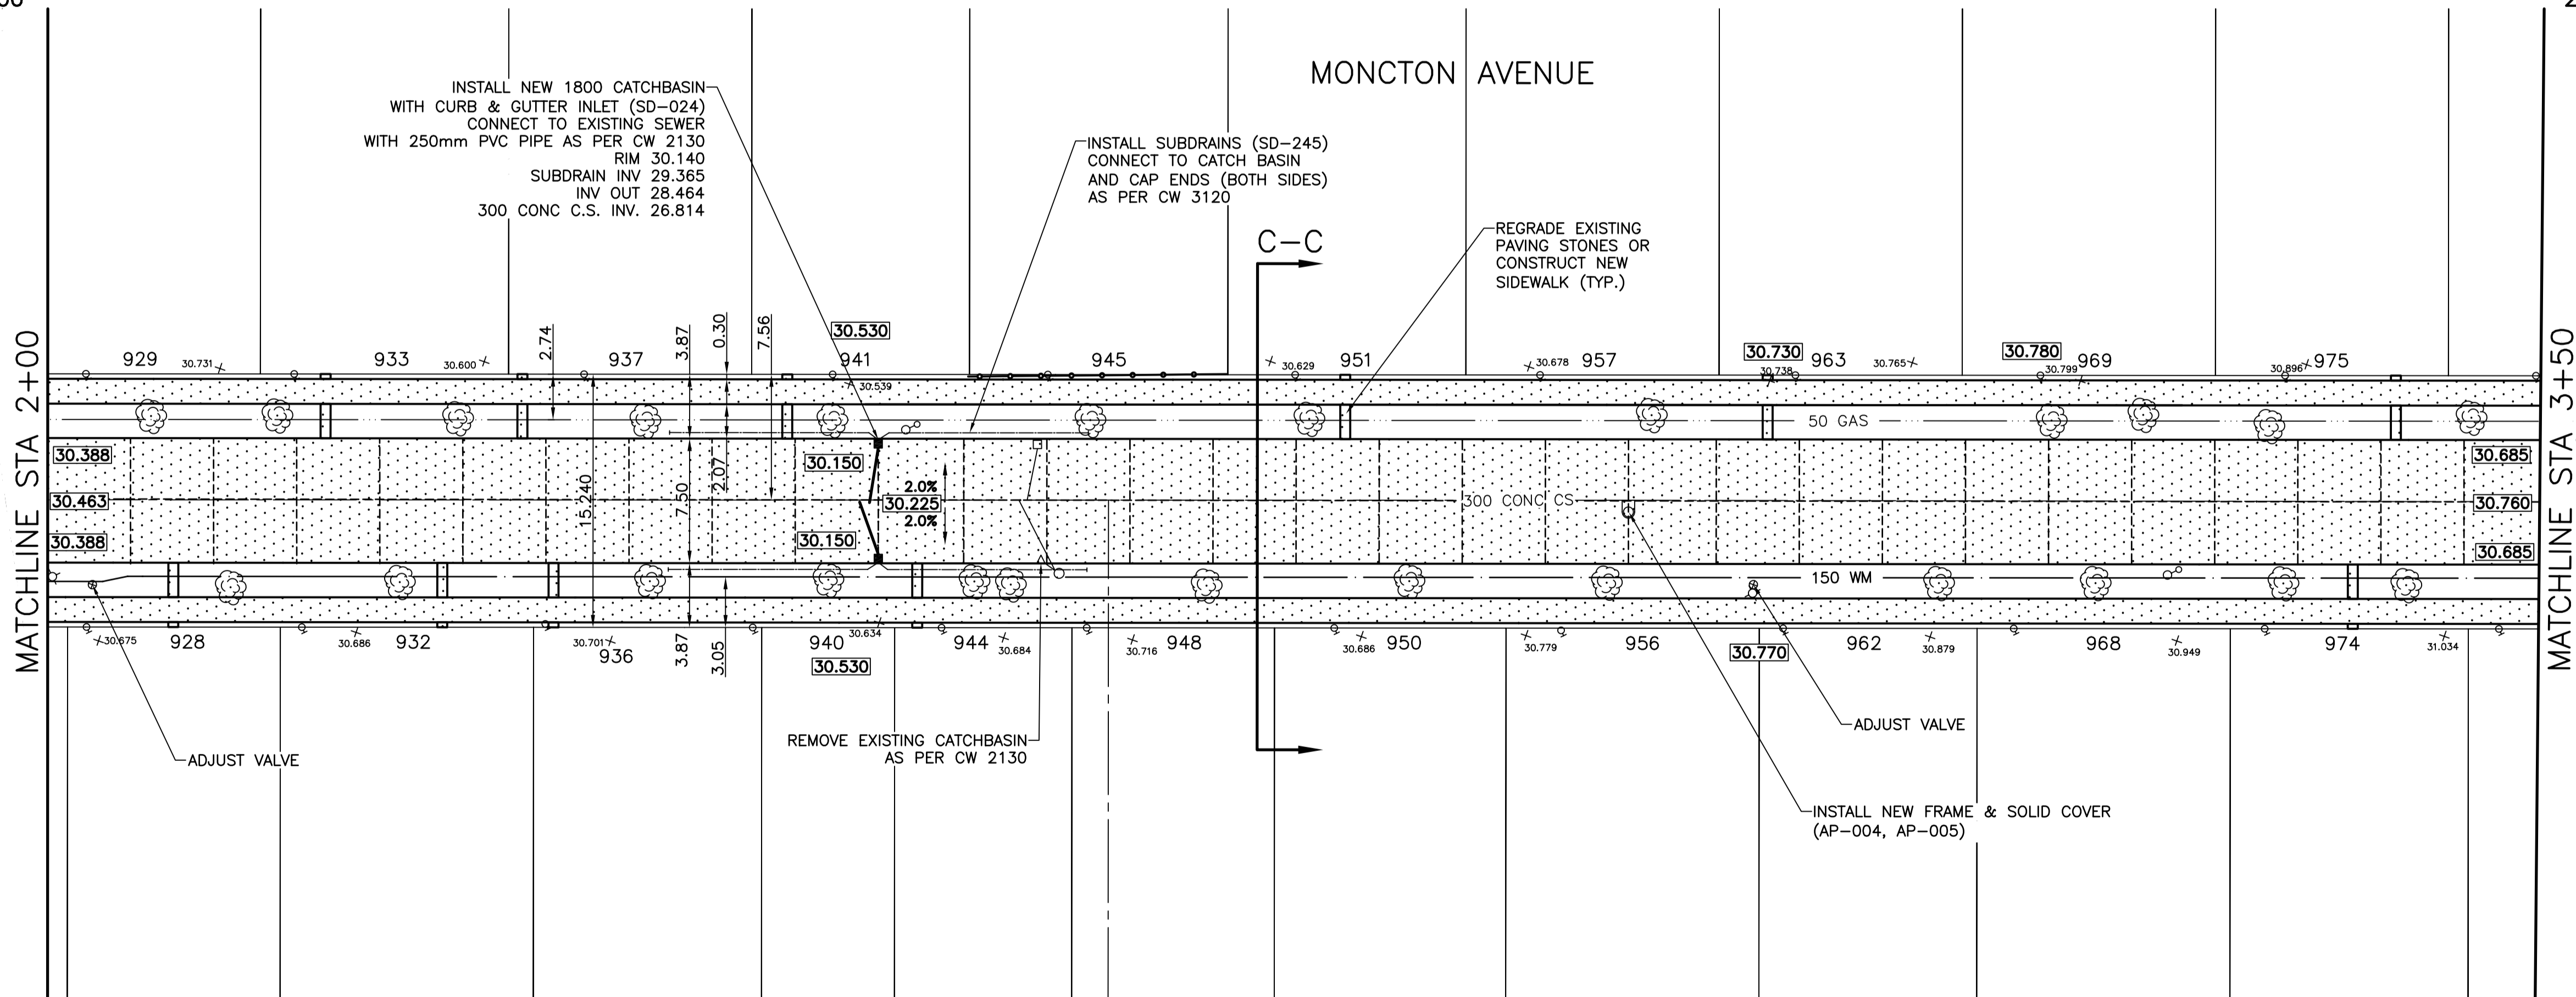 MONCTON AVENUE
INSTALL NEW 1800 CATCHBASIN
WITH CURB & GUTTER INLET (SD-024)
CONNECT TO EXISTING SEWER
WITH 250mm PVC PIPE AS PER CW 2130
RIM 30.140
SUBDRAIN INV 29.365
INV OUT 28.464
300 CONC C.S. INV. 26.814
INSTALL SUBDRAINS (SD-245)
CONNECT TO CATCH BASIN
AND CAP ENDS (BOTH SIDES)
AS PER CW 3120
REGRADE EXISTING
PAVING STONES OR
CONSTRUCT NEW
SIDEWALK (TYP.)
C-C
MATCHLINE STA 2+00
MATCHLINE STA 3+50
2.74
3.87
0.30
7.56
30.530
30.730
30.780
929
30.731
933
30.600
937
941
30.539
945
30.629
951
30.678
957
30.738
963
30.765
30.799
969
30.896
975
50 GAS
30.388
30.150
30.685
2.07
15.240
7.50
2.0%
30.463
30.225
300 CONC CS
30.760
2.0%
30.388
30.150
30.685
150 WM
30.675
928
30.686
932
30.701
936
3.87
3.05
940
30.634
30.530
944
30.684
30.716
948
30.686
950
30.779
956
30.770
962
30.879
968
30.949
974
31.034
REMOVE EXISTING CATCHBASIN
AS PER CW 2130
ADJUST VALVE
ADJUST VALVE
INSTALL NEW FRAME & SOLID COVER
(AP-004, AP-005)